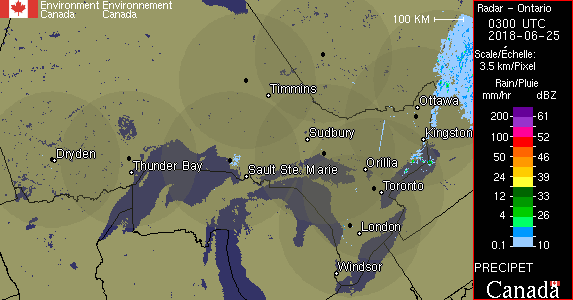 Environment Environnement
Canada Canada
100 KM
Timmins
Ottawa
Sudbury
Kingston
Dryden
Thunder Bay
Sault Ste. Marie
Orillia
Toronto
London
Windsor
Radar - Ontario
0300 UTC
2018-06-25
Scale/Échelle:
3.5 km/Pixel
Rain/Pluie
mm/hr dBZ
200 61
100 52
50 46
24 39
12 33
4 26
0.1 10
PRECIPET
Canada